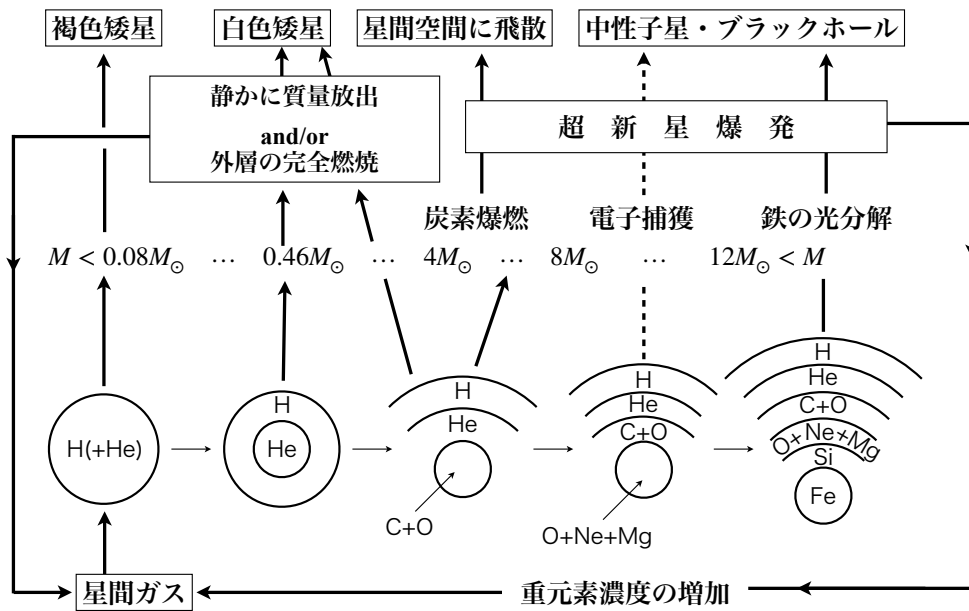 褐色矮星
白色矮星
星間空間に飛散
中性子星・ブラックホール
静かに質量放出
and/or
外層の完全燃焼
超新星爆発
炭素爆燃
電子捕獲
鉄の光分解
M < 0.08M☉ … 0.46M☉ … 4M☉ … 8M☉ … 12M☉ < M
H(+He)
H
He
H
He
C+O
H
He
C+O
O+Ne+Mg
H
He
C+O
O+Ne+Mg
Si
Fe
星間ガス
重元素濃度の増加